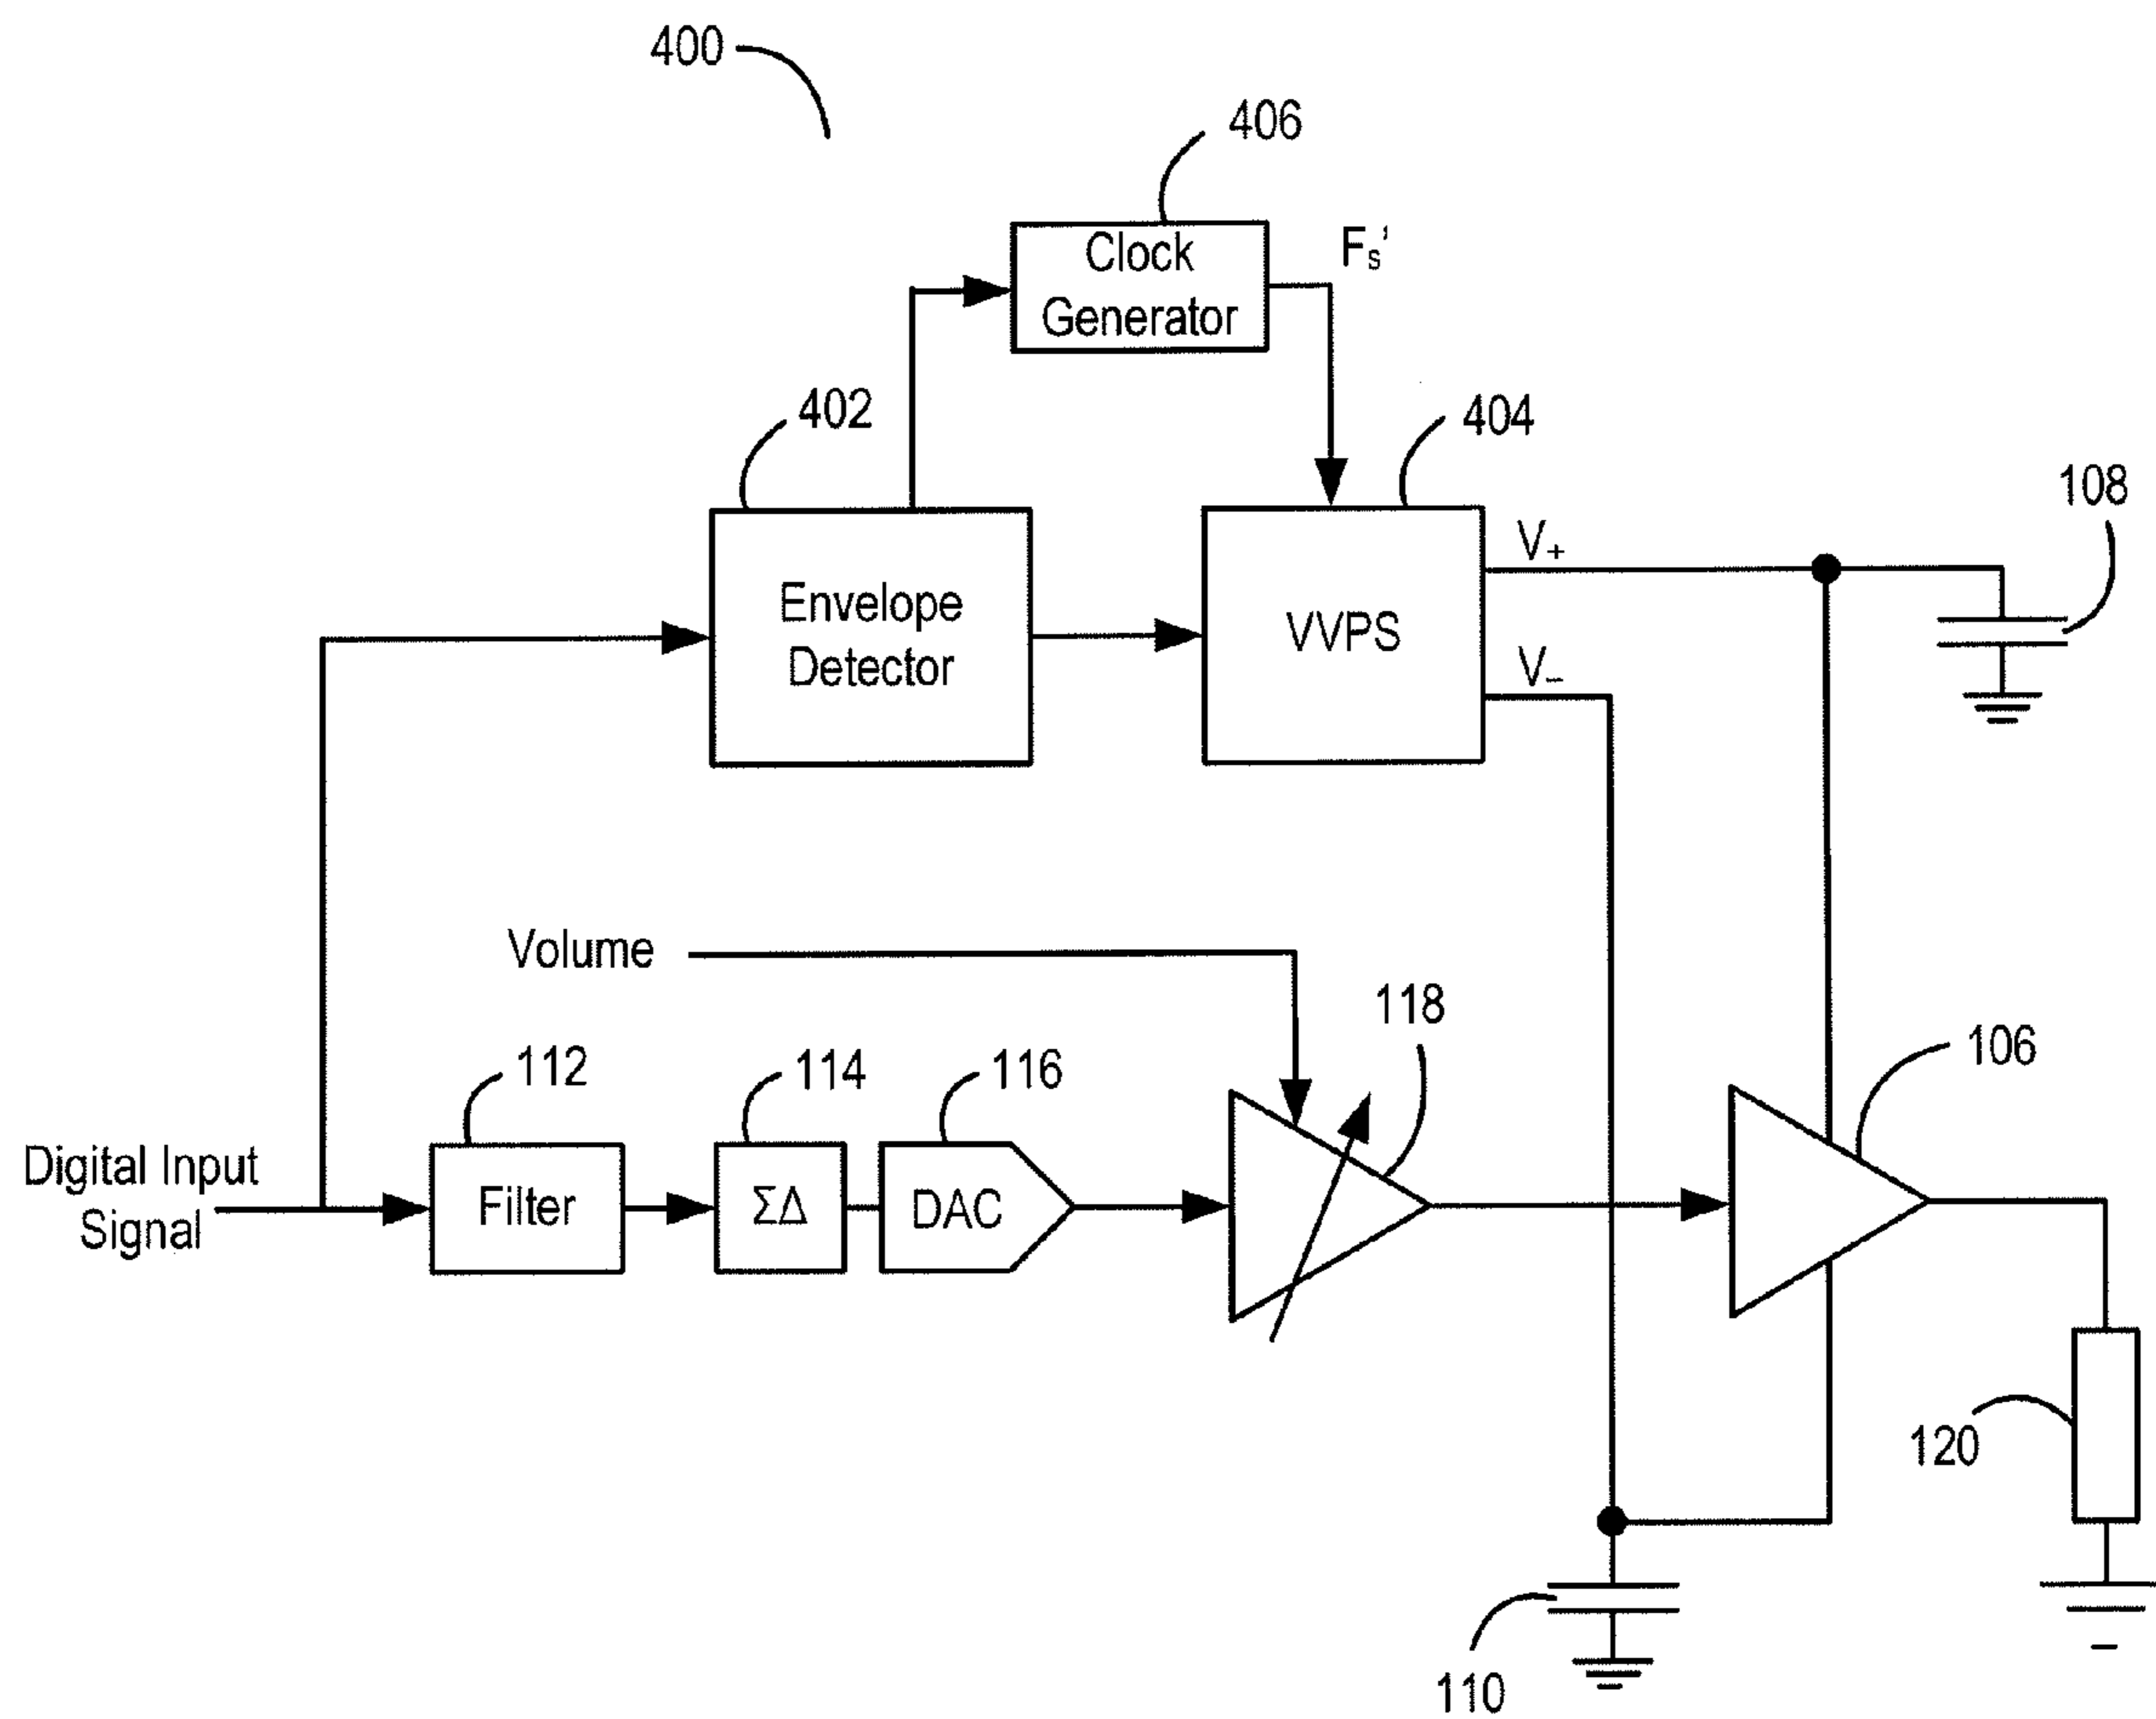 400
406
Clock
Generator
Fs'
402
404
108
Envelope
Detector
VVPS
V+
V-
Volume
118
106
112
114
116
Digital Input
Signal
Filter
ΣΔ
DAC
120
110